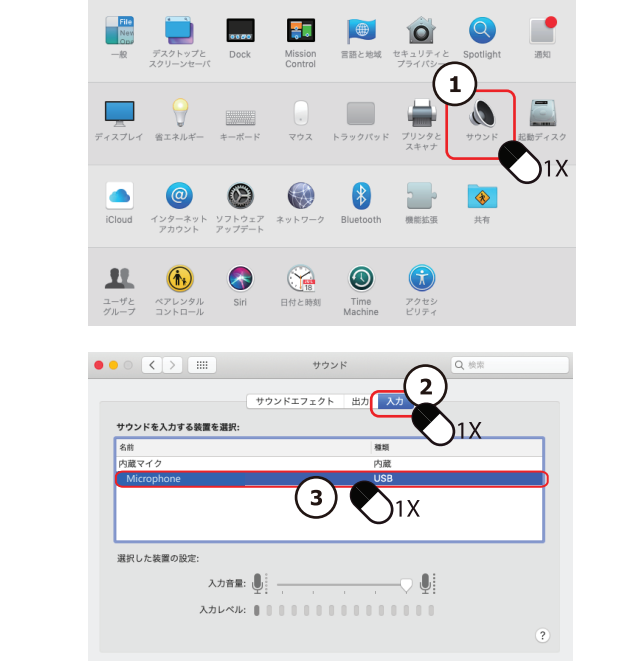 File
New
One
一般
デスクトップと
スクリーンセーバ
Dock
Mission
Control
言語と地域
セキュリティと
プライバシー
Spotlight
通知
1
ディスプレイ
省エネルギー
キーボード
マウス
トラックパッド
プリンタと
スキャナ
サウンド
起動ディスク
1X
iCloud
インターネット
アカウント
ソフトウェア
アップデート
ネットワーク
Bluetooth
機能拡張
共有
ユーザと
グループ
ペアレンタル
コントロール
Siri
日付と時刻
Time
Machine
アクセシ
ビリティ
サウンド
検索
2
サウンドエフェクト 出力 入力
1X
サウンドを入力する装置を選択:
名前 種類
内蔵マイク 内蔵
Microphone USB
3
1X
選択した装置の設定:
入力音量:
入力レベル:
?